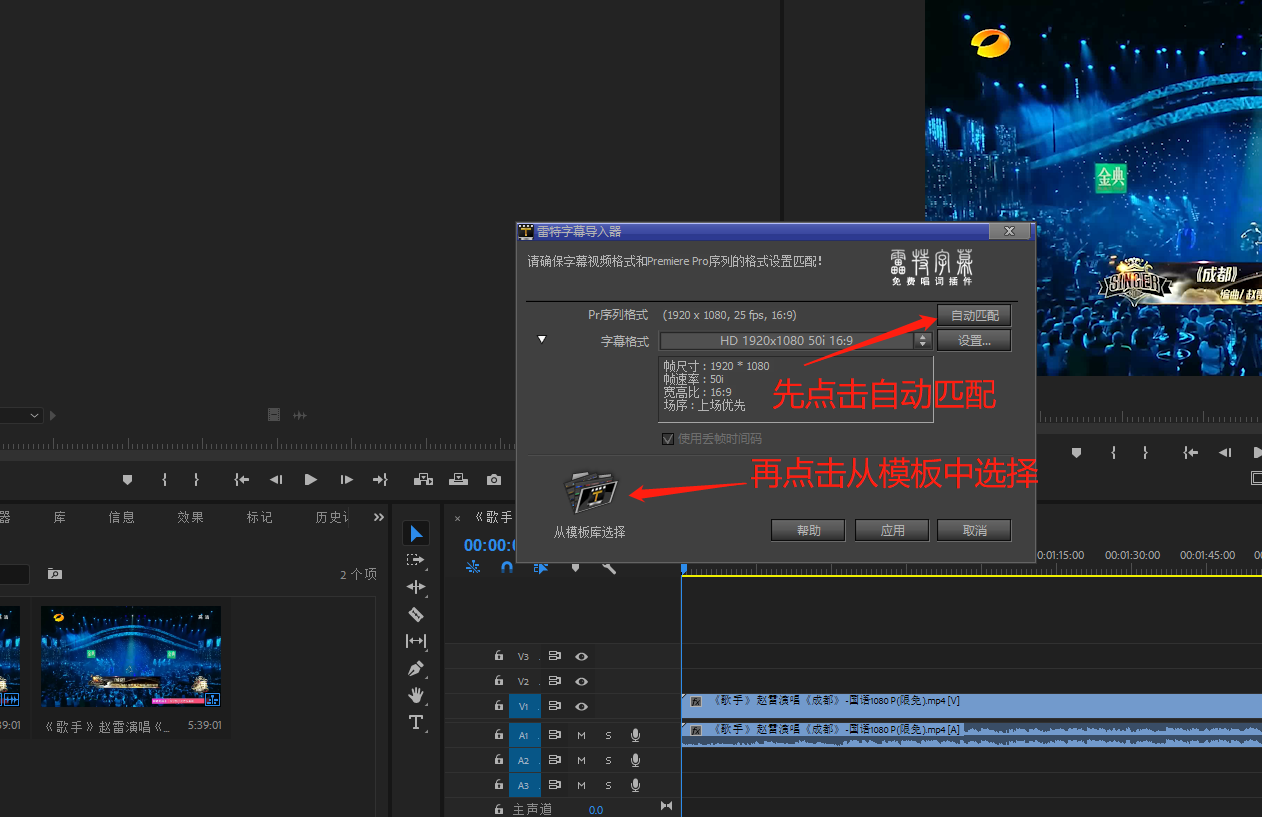 金典
SINGER
《成都》
编曲/赵雷
雷特字幕导入器
请确保字幕视频格式和Premiere Pro序列的格式设置匹配!
雷特字幕
免费唱词插件
Pr序列格式 (1920 x 1080, 25 fps, 16:9) 自动匹配
字幕格式 HD 1920x1080 50i 16:9 设置...
帧尺寸 : 1920 * 1080
帧速率 : 50i
宽高比 : 16:9
场序 : 上场优先
先点击自动匹配
使用丢帧时间码
再点击从模板中选择
从模板库选择
帮助 应用 取消
器 库 信息 效果 标记 历史记 »
× 《歌手
00:00:0
2 个项
0:01:15:00 00:01:30:00 00:01:45:00 00
39:01
《歌手》赵雷演唱《... 5:39:01
V3
V2
V1
fx 《歌手》赵雷演唱《成都》-国语1080 P(限免).mp4 [V]
A1 M S
fx 《歌手》赵雷演唱《成都》-国语1080 P(限免).mp4 [A]
A2 M S
A3 M S
主声道 0.0